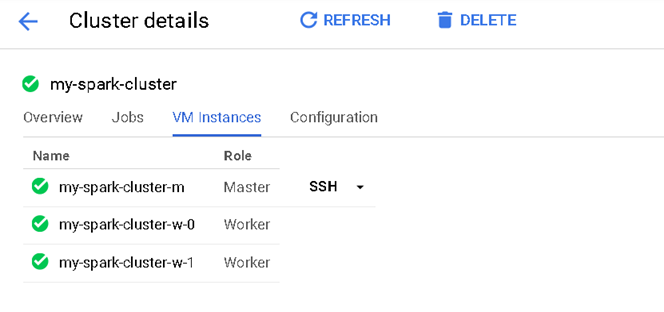 Cluster details REFRESH DELETE
my-spark-cluster
Overview Jobs VM Instances Configuration
Name Role
my-spark-cluster-m Master SSH
my-spark-cluster-w-0 Worker
my-spark-cluster-w-1 Worker